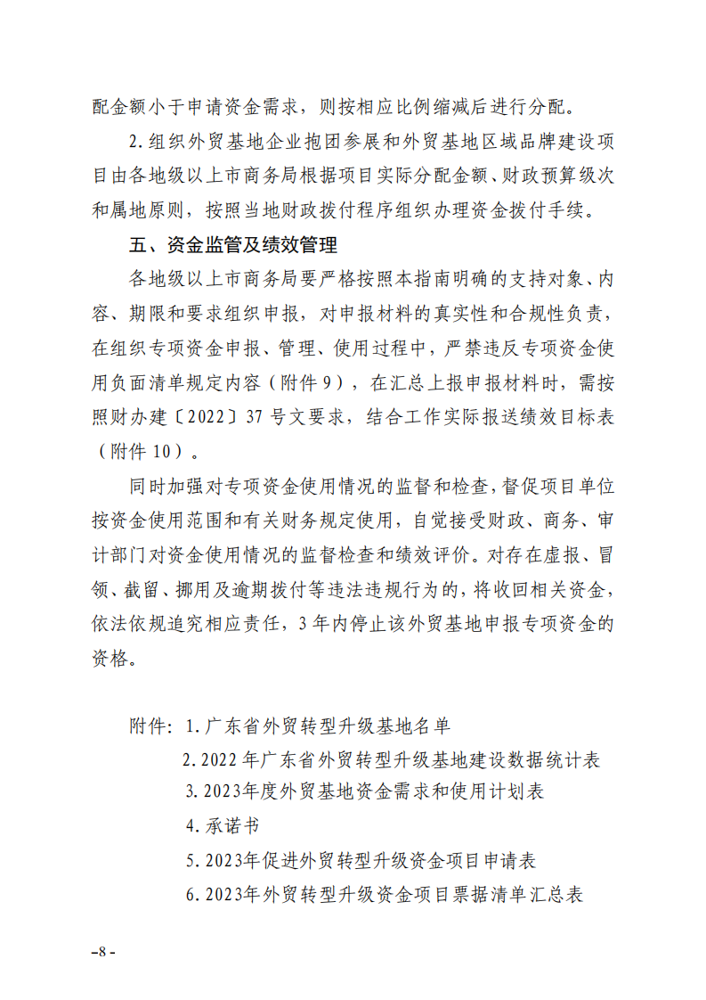 配金额小于申请资金需求，则按相应比例缩减后进行分配。
2.组织外贸基地企业抱团参展和外贸基地区域品牌建设项
目由各地级以上市商务局根据项目实际分配金额、财政预算级次
和属地原则，按照当地财政拨付程序组织办理资金拨付手续。
五、资金监管及绩效管理
各地级以上市商务局要严格按照本指南明确的支持对象、内
容、期限和要求组织申报，对申报材料的真实性和合规性负责，
在组织专项资金申报、管理、使用过程中，严禁违反专项资金使
用负面清单规定内容（附件9），在汇总上报申报材料时，需按
照财办建〔2022〕37 号文要求，结合工作实际报送绩效目标表
（附件 10）。
同时加强对专项资金使用情况的监督和检查，督促项目单位
按资金使用范围和有关财务规定使用，自觉接受财政、商务、审
计部门对资金使用情况的监督检查和绩效评价。对存在虚报、冒
领、截留、挪用及逾期拨付等违法违规行为的，将收回相关资金，
依法依规追究相应责任，3 年内停止该外贸基地申报专项资金的
资格。
附件：1.广东省外贸转型升级基地名单
2.2022 年广东省外贸转型升级基地建设数据统计表
3.2023年度外贸基地资金需求和使用计划表
4.承诺书
5.2023年促进外贸转型升级资金项目申请表
6.2023年外贸转型升级资金项目票据清单汇总表
-8 -